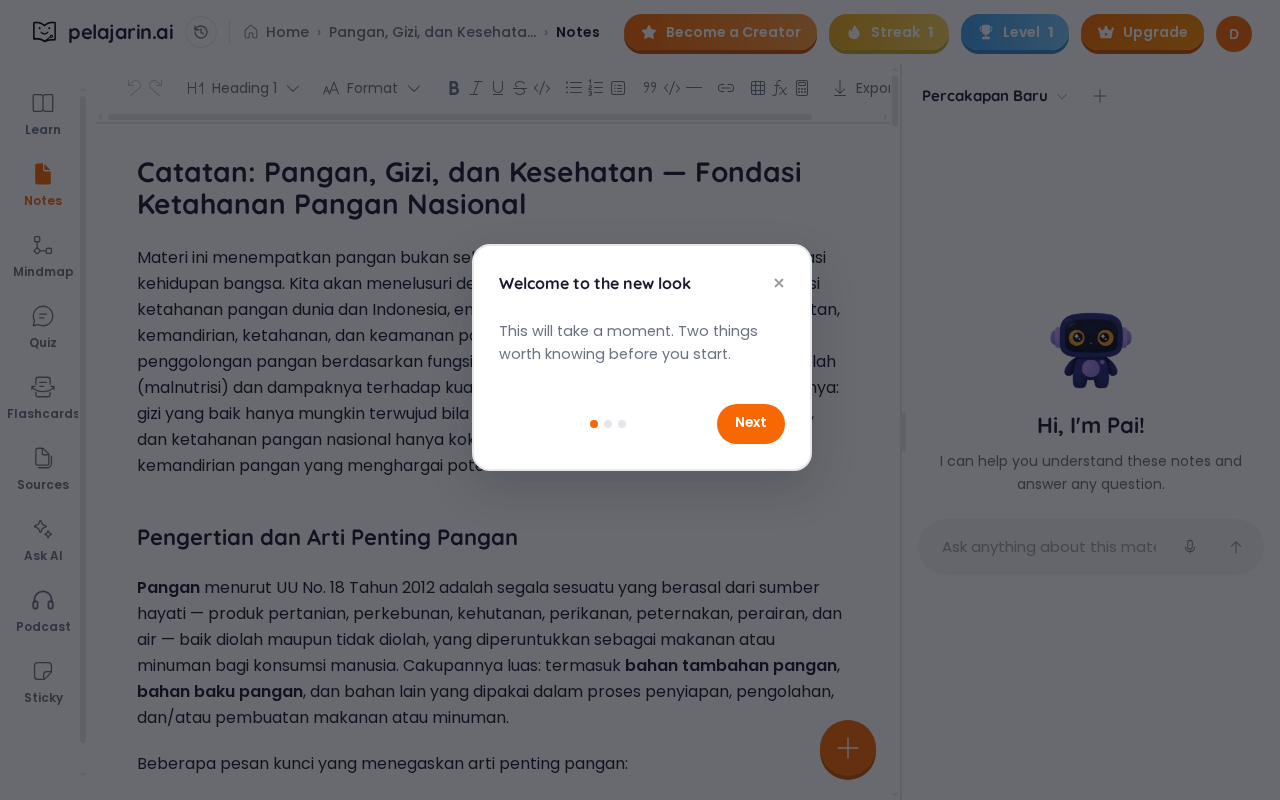 pelajarin.ai
Home › Pangan, Gizi, dan Kesehata... › Notes
Become a Creator
Streak 1
Level 1
Upgrade
D
H1 Heading 1
Format
Learn
Notes
Mindmap
Quiz
Flashcards
Sources
Ask AI
Podcast
Sticky
Catatan: Pangan, Gizi, dan Kesehatan — Fondasi
Ketahanan Pangan Nasional
Materi ini menempatkan pangan bukan
kehidupan bangsa. Kita akan menelusuri
ketahanan pangan dunia dan Indonesia,
kemandirian, ketahanan, dan keamanan
penggolongan pangan berdasarkan
(malnutrisi) dan dampaknya terhadap
gizi yang baik hanya mungkin terwujud bila
dan ketahanan pangan nasional hanya
kemandirian pangan yang menghargai
Pengertian dan Arti Penting Pangan
Pangan menurut UU No. 18 Tahun 2012 adalah segala sesuatu yang berasal dari sumber
hayati — produk pertanian, perkebunan, kehutanan, perikanan, peternakan, perairan, dan
air — baik diolah maupun tidak diolah, yang diperuntukkan sebagai makanan atau
minuman bagi konsumsi manusia. Cakupannya luas: termasuk bahan tambahan pangan,
bahan baku pangan, dan bahan lain yang dipakai dalam proses penyiapan, pengolahan,
dan/atau pembuatan makanan atau minuman.
Beberapa pesan kunci yang menegaskan arti penting pangan:
Welcome to the new look
This will take a moment. Two things
worth knowing before you start.
Next
Percakapan Baru
Hi, I'm Pai!
I can help you understand these notes and
answer any question.
Ask anything about this